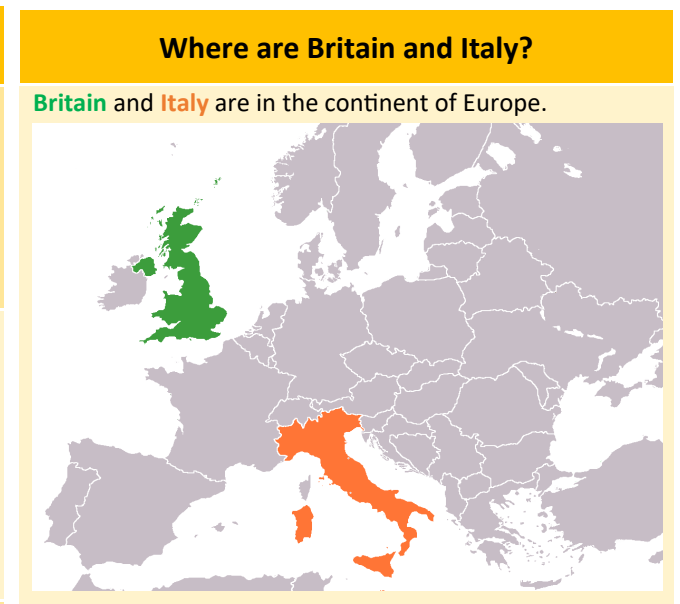 Where are Britain and Italy?
Britain and Italy are in the continent of Europe.